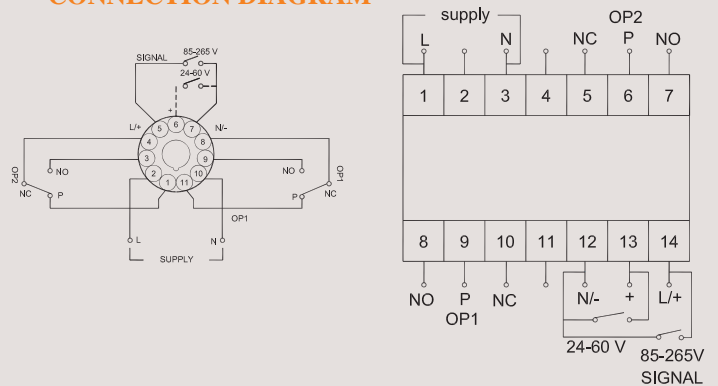 CONNECTION DIAGRAM
SIGNAL 85-265 V
24-60 V
+
L/+ 5 6 7 N/-
4 8
3 9
2 10
1 11
NO NO
OP2 NC P P NC OP1
OP1
L N
SUPPLY
supply OP2
L N NC P NO
1 2 3 4 5 6 7
8 9 10 11 12 13 14
NO P NC N/- + L/+
OP1
24-60 V
85-265V
SIGNAL